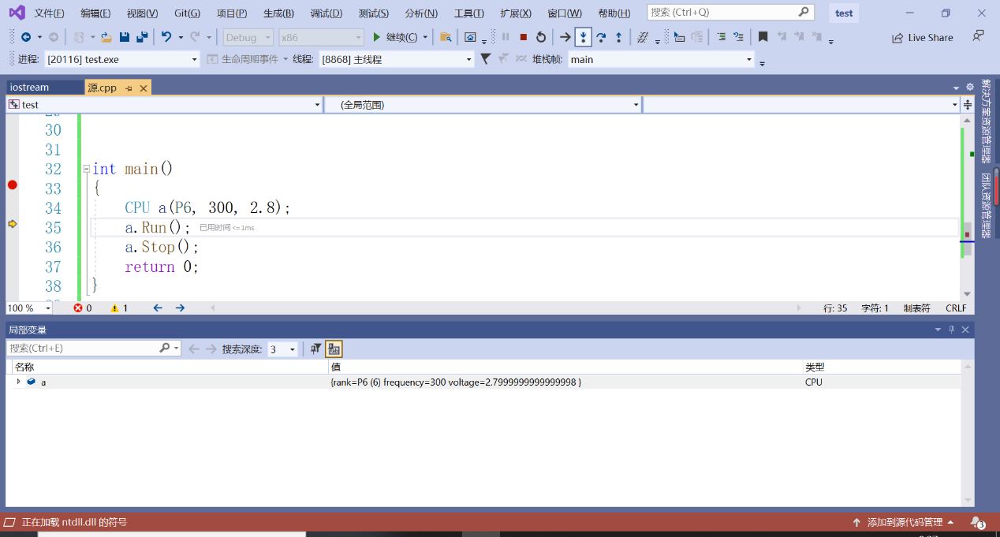 文件(F) 编辑(E) 视图(V) Git(G) 项目(P) 生成(B) 调试(D) 测试(S) 分析(N) 工具(T) 扩展(X) 窗口(W) 帮助(H) 搜索 (Ctrl+Q) test
Debug x86 继续(C) Live Share
进程: [20116] test.exe 生命周期事件 线程: [8868] 主线程 堆栈帧: main
iostream 源.cpp
test (全局范围)
30
31
32 int main()
33 {
34 CPU a(P6, 300, 2.8);
35 a.Run(); 已用时间 <= 1ms
36 a.Stop();
37 return 0;
38 }
100 % 0 1 行: 35 字符: 1 制表符 CRLF
局部变量
搜索(Ctrl+E) 搜索深度: 3
名称 值 类型
a {rank=P6 (6) frequency=300 voltage=2.7999999999999998 } CPU
正在加载 ntdll.dll 的符号 添加到源代码管理 3
解决方案资源管理器
团队资源管理器